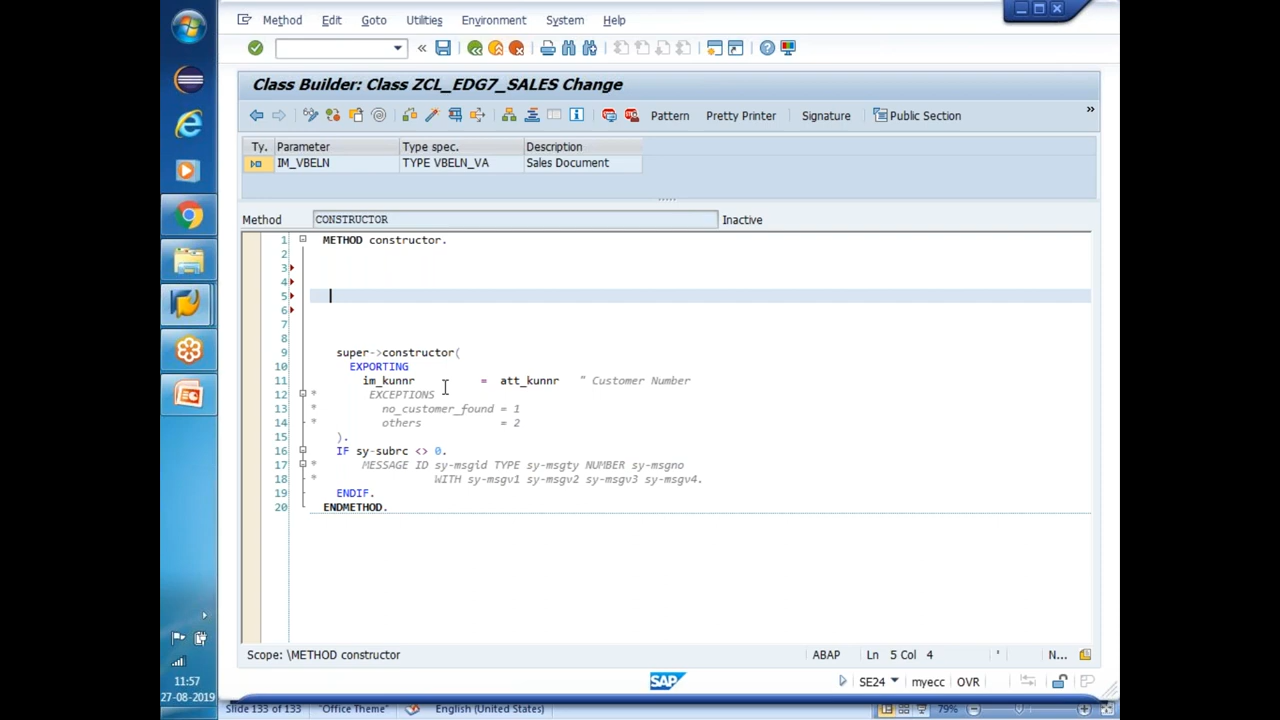 Method Edit Goto Utilities Environment System Help
Class Builder: Class ZCL_EDG7_SALES Change
Pattern Pretty Printer Signature Public Section
Ty. Parameter Type spec. Description
IM_VBELN TYPE VBELN_VA Sales Document
Method CONSTRUCTOR Inactive
1 METHOD constructor.
2
3
4
5
6
7
8
9 super->constructor(
10 EXPORTING
11 im_kunnr = att_kunnr " Customer Number
12 * EXCEPTIONS
13 * no_customer_found = 1
14 * others = 2
15 ).
16 IF sy-subrc <> 0.
17 * MESSAGE ID sy-msgid TYPE sy-msgty NUMBER sy-msgno
18 * WITH sy-msgv1 sy-msgv2 sy-msgv3 sy-msgv4.
19 ENDIF.
20 ENDMETHOD.
Scope: \METHOD constructor ABAP Ln 5 Col 4 N...
SAP SE24 myecc OVR
11:57
27-08-2019
Slide 133 of 133 "Office Theme" English (United States) 79%